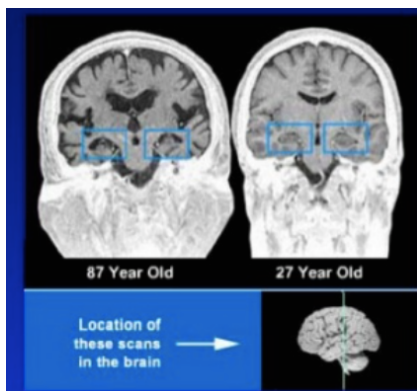 87 Year Old
27 Year Old
Location of
these scans
in the brain